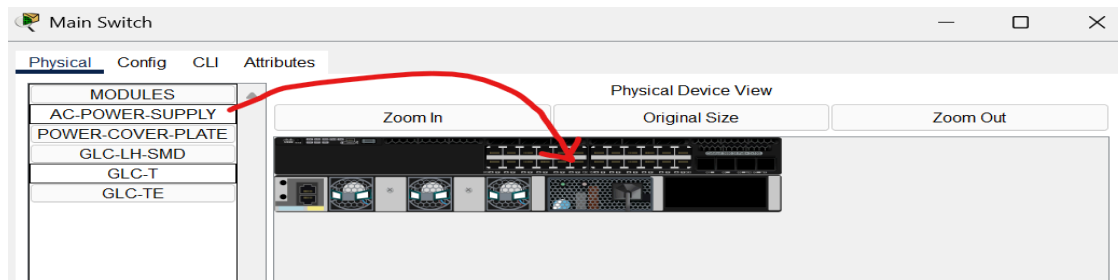 Main Switch
Physical Config CLI Attributes
MODULES
AC-POWER-SUPPLY
POWER-COVER-PLATE
GLC-LH-SMD
GLC-T
GLC-TE
Physical Device View
Zoom In Original Size Zoom Out